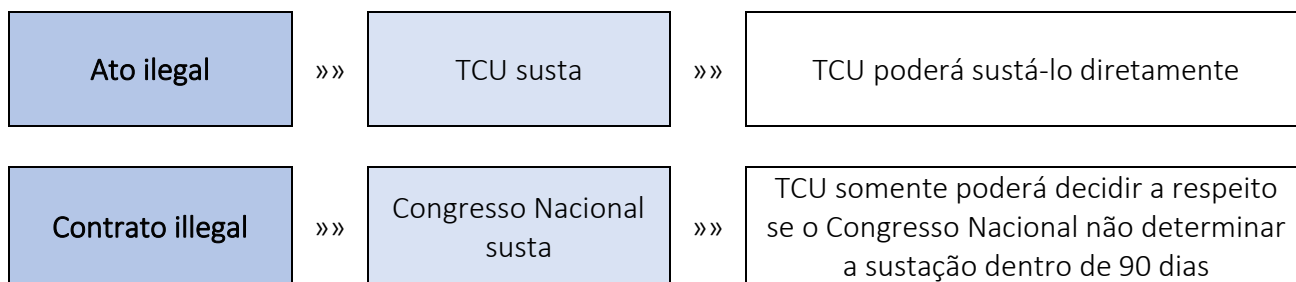 Ato ilegal »» TCU susta »» TCU poderá sustá-lo diretamente
Contrato illegal »» Congresso Nacional
susta »» TCU somente poderá decidir a respeito
se o Congresso Nacional não determinar
a sustação dentro de 90 dias